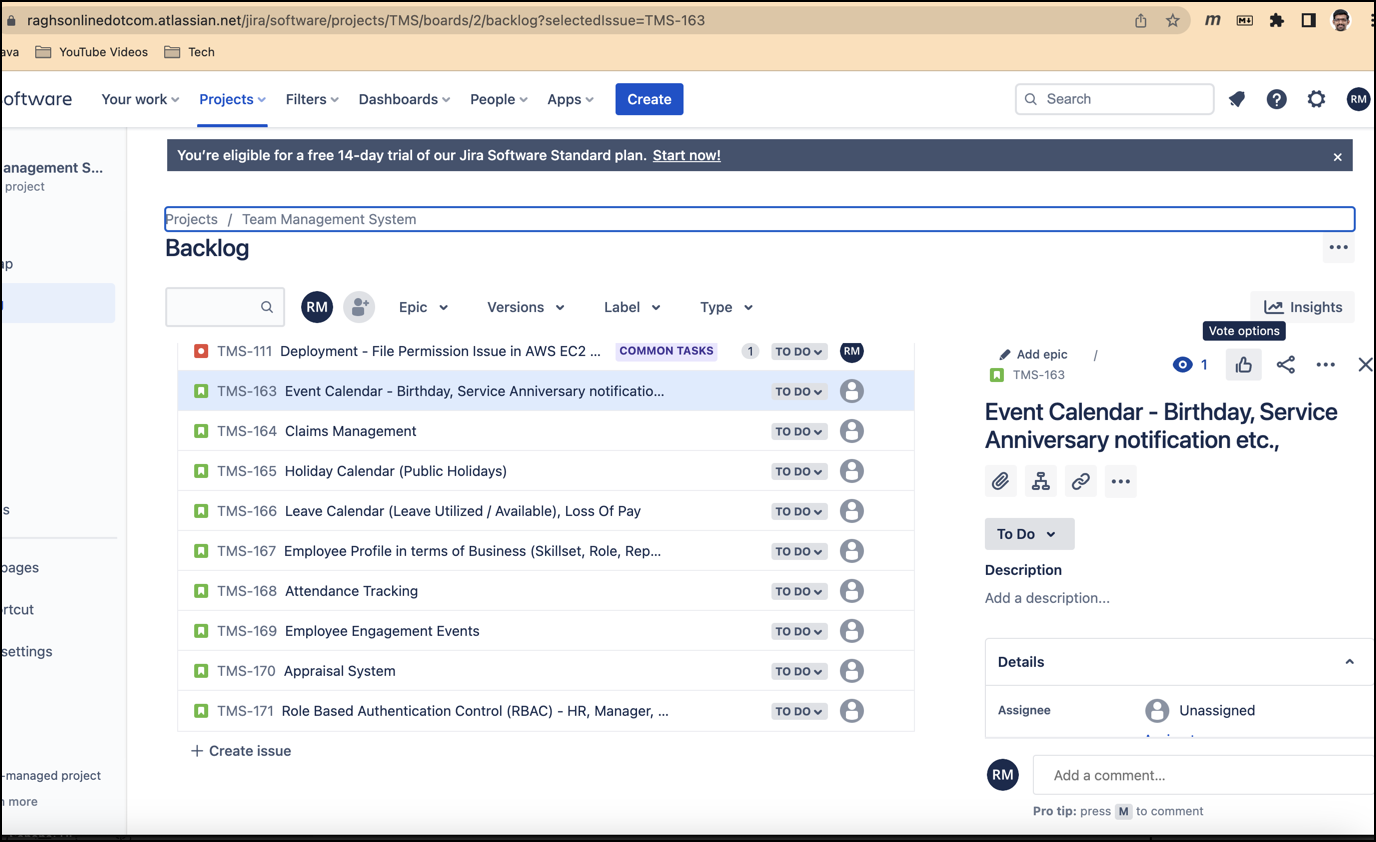 raghsonlinedotcom.atlassian.net/jira/software/projects/TMS/boards/2/backlog?selectedIssue=TMS-163
ava YouTube Videos Tech
oftware Your work Projects Filters Dashboards People Apps Create Search RM
You're eligible for a free 14-day trial of our Jira Software Standard plan. Start now!
anagement S...
project
Projects / Team Management System
Backlog
ap
RM Epic Versions Label Type Insights
Vote options
TMS-111 Deployment - File Permission Issue in AWS EC2 ... COMMON TASKS 1 TO DO RM
TMS-163 Event Calendar - Birthday, Service Anniversary notificatio... TO DO
TMS-164 Claims Management TO DO
TMS-165 Holiday Calendar (Public Holidays) TO DO
TMS-166 Leave Calendar (Leave Utilized / Available), Loss Of Pay TO DO
TMS-167 Employee Profile in terms of Business (Skillset, Role, Rep... TO DO
TMS-168 Attendance Tracking TO DO
TMS-169 Employee Engagement Events TO DO
TMS-170 Appraisal System TO DO
TMS-171 Role Based Authentication Control (RBAC) - HR, Manager, ... TO DO
+ Create issue
s
pages
ortcut
settings
-managed project
n more
Add epic /
TMS-163
1
Event Calendar - Birthday, Service
Anniversary notification etc.,
To Do
Description
Add a description...
Details
Assignee Unassigned
RM Add a comment...
Pro tip: press M to comment